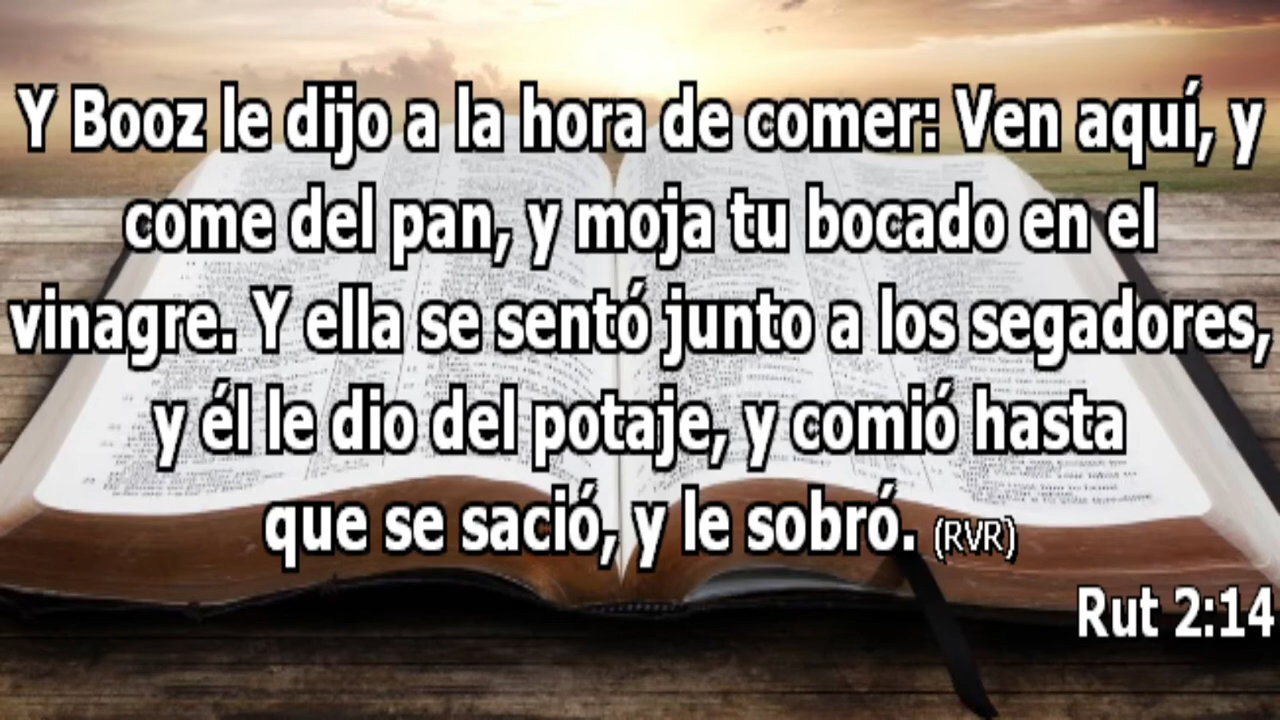 Y Booz le dijo a la hora de comer: Ven aquí, y
come del pan, y moja tu bocado en el
vinagre. Y ella se sentó junto a los segadores,
y él le dio del potaje, y comió hasta
que se sació, y le sobró. (RVR)
Rut 2:14